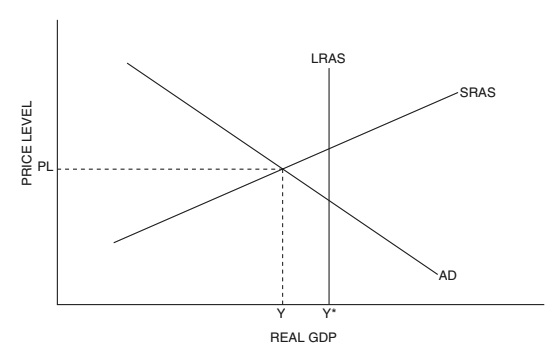 LRAS
SRAS
PRICE LEVEL
PL
AD
Y
Y*
REAL GDP